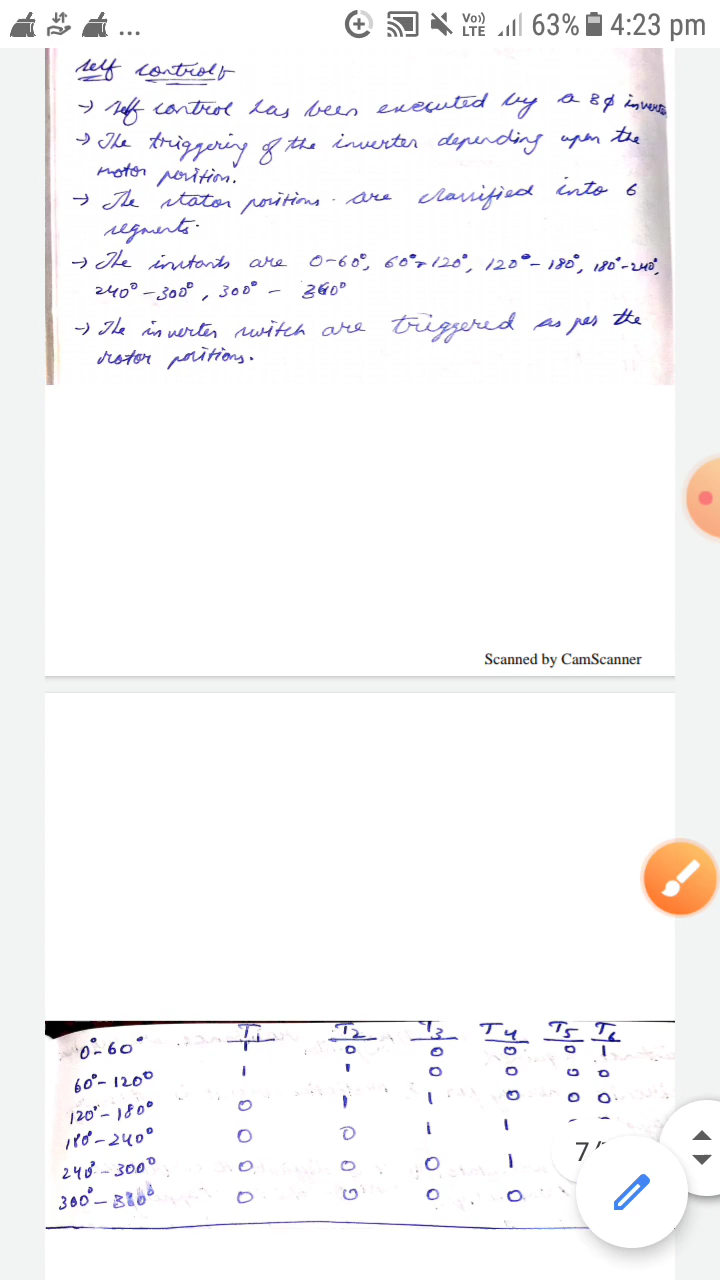 Vo))
LTE
63%
4:23 pm
self control
→ self control has been executed by a 3φ
→ The triggering of the inverter depending upon the
position.
→ The stator positions are classified into 6
segments.
→ The instants are 0-60°, 60°-120°, 120°-180°, 180°-240°,
240°-300°, 300° - 360°
→ The inverter switch are triggered as per the
rotor positions.
Scanned by CamScanner
T1 T2 T3 T4 T5 T6
0°-60° 1 0 0 0 0 1
60°-120° 1 1 0 0 0 0
120°-180° 0 1 1 0 0 0
180°-240° 0 0 1 1
240°-300° 0 0 0 1
300°- 0 0 0 0
7/